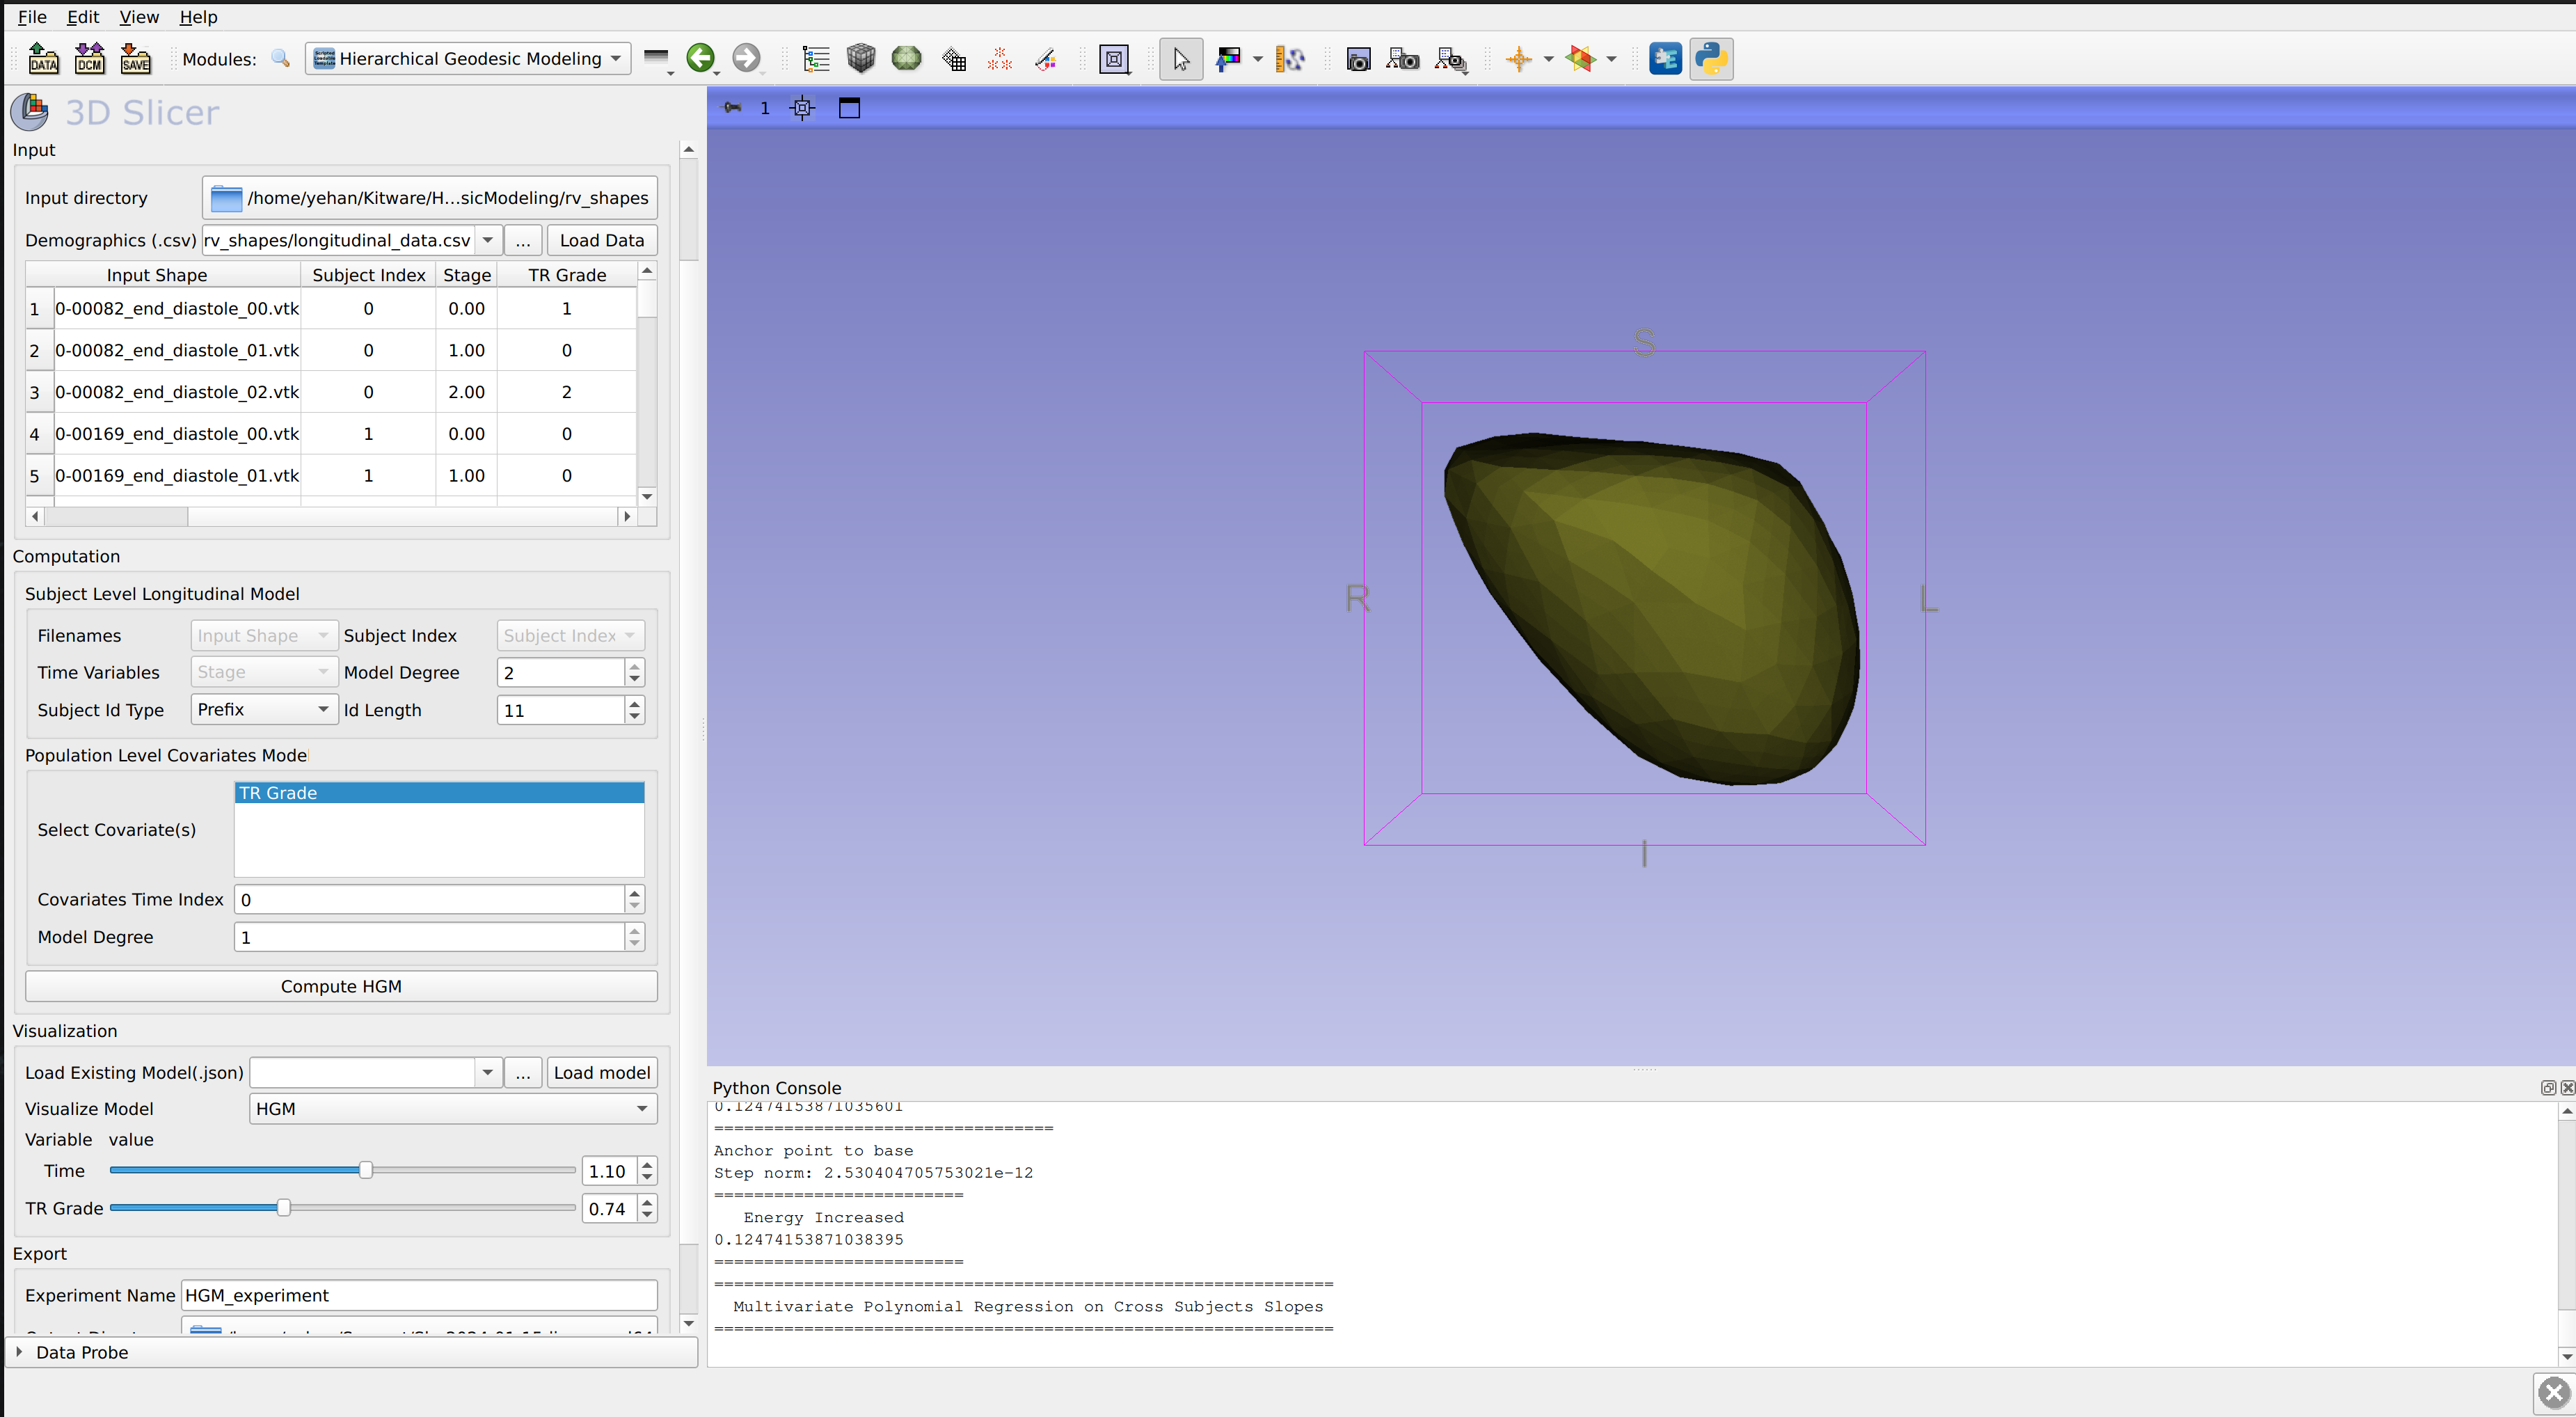 File Edit View Help
DATA DCM SAVE Modules: Hierarchical Geodesic Modeling
3D Slicer
1
Input
Input directory /home/yehan/Kitware/H...sicModeling/rv_shapes
Demographics (.csv) rv_shapes/longitudinal_data.csv ... Load Data
Input Shape Subject Index Stage TR Grade
1 0-00082_end_diastole_00.vtk 0 0.00 1
2 0-00082_end_diastole_01.vtk 0 1.00 0
3 0-00082_end_diastole_02.vtk 0 2.00 2
4 0-00169_end_diastole_00.vtk 1 0.00 0
5 0-00169_end_diastole_01.vtk 1 1.00 0
Computation
Subject Level Longitudinal Model
Filenames Input Shape Subject Index Subject Index
Time Variables Stage Model Degree 2
Subject Id Type Prefix Id Length 11
Population Level Covariates Model
Select Covariate(s) TR Grade
Covariates Time Index 0
Model Degree 1
Compute HGM
Visualization
Load Existing Model(.json) ... Load model
Visualize Model HGM
Variable value
Time 1.10
TR Grade 0.74
Export
Experiment Name HGM_experiment
Data Probe
S
R
L
I
Python Console
0.12474153871035601
==================================
Anchor point to base
Step norm: 2.530404705753021e-12
=========================
Energy Increased
0.12474153871038395
=========================
==============================================================
Multivariate Polynomial Regression on Cross Subjects Slopes
==============================================================